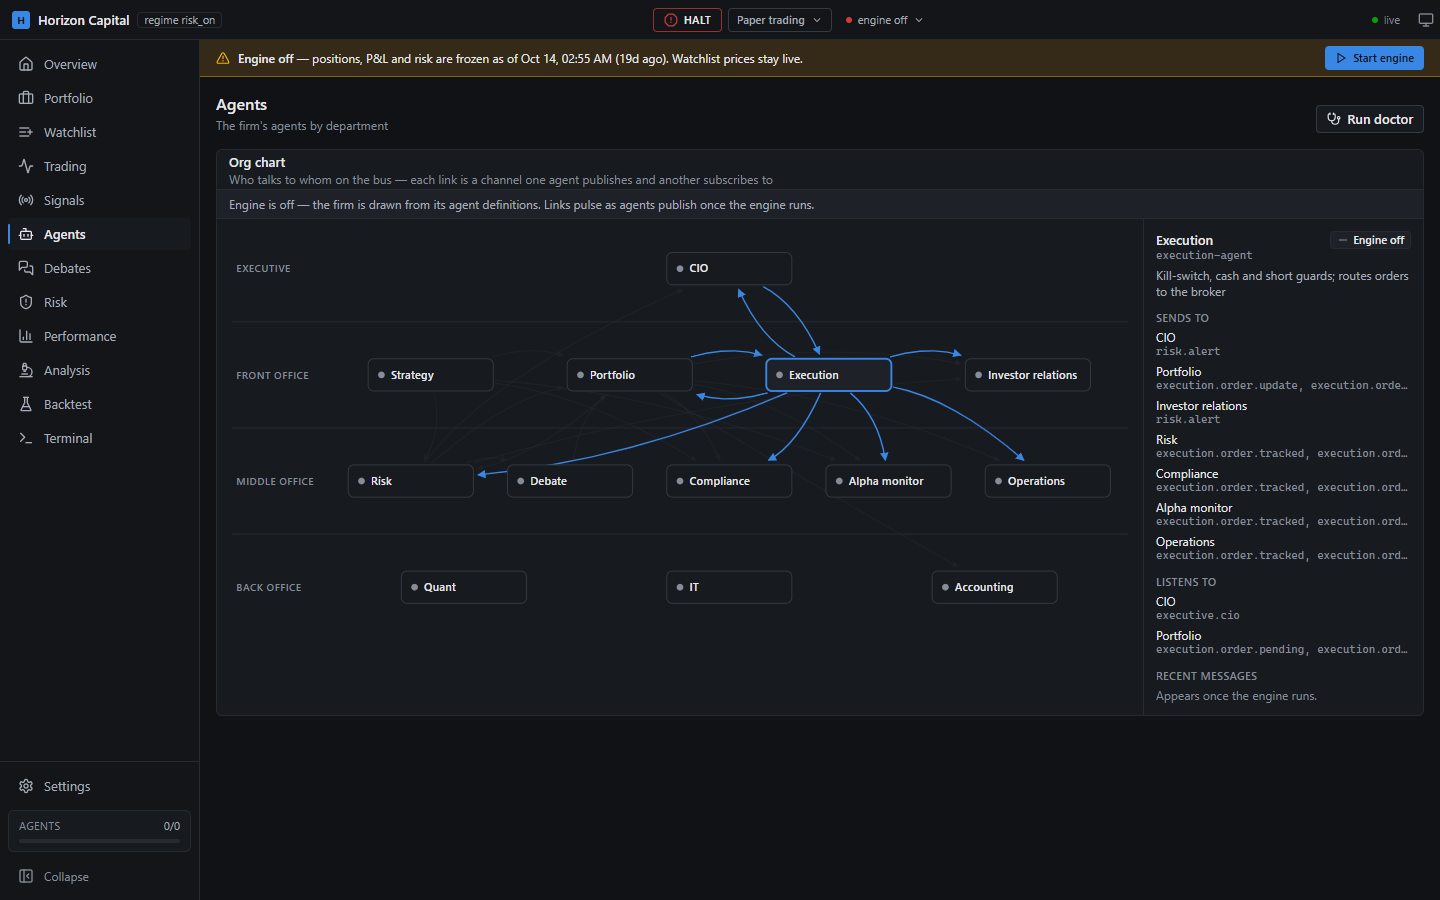 H Horizon Capital regime risk_on HALT Paper trading engine off live
Overview
Portfolio
Watchlist
Trading
Signals
Agents
Debates
Risk
Performance
Analysis
Backtest
Terminal
Settings
AGENTS 0/0
Collapse
Engine off — positions, P&L and risk are frozen as of Oct 14, 02:55 AM (19d ago). Watchlist prices stay live. Start engine
Agents
The firm's agents by department
Run doctor
Org chart
Who talks to whom on the bus — each link is a channel one agent publishes and another subscribes to
Engine is off — the firm is drawn from its agent definitions. Links pulse as agents publish once the engine runs.
EXECUTIVE CIO
FRONT OFFICE Strategy Portfolio Execution Investor relations
MIDDLE OFFICE Risk Debate Compliance Alpha monitor Operations
BACK OFFICE Quant IT Accounting
Execution Engine off
execution-agent
Kill-switch, cash and short guards; routes orders
to the broker
SENDS TO
CIO
risk.alert
Portfolio
execution.order.update, execution.orde…
Investor relations
risk.alert
Risk
execution.order.tracked, execution.ord…
Compliance
execution.order.tracked, execution.ord…
Alpha monitor
execution.order.tracked, execution.ord…
Operations
execution.order.tracked, execution.ord…
LISTENS TO
CIO
executive.cio
Portfolio
execution.order.pending, execution.ord…
RECENT MESSAGES
Appears once the engine runs.